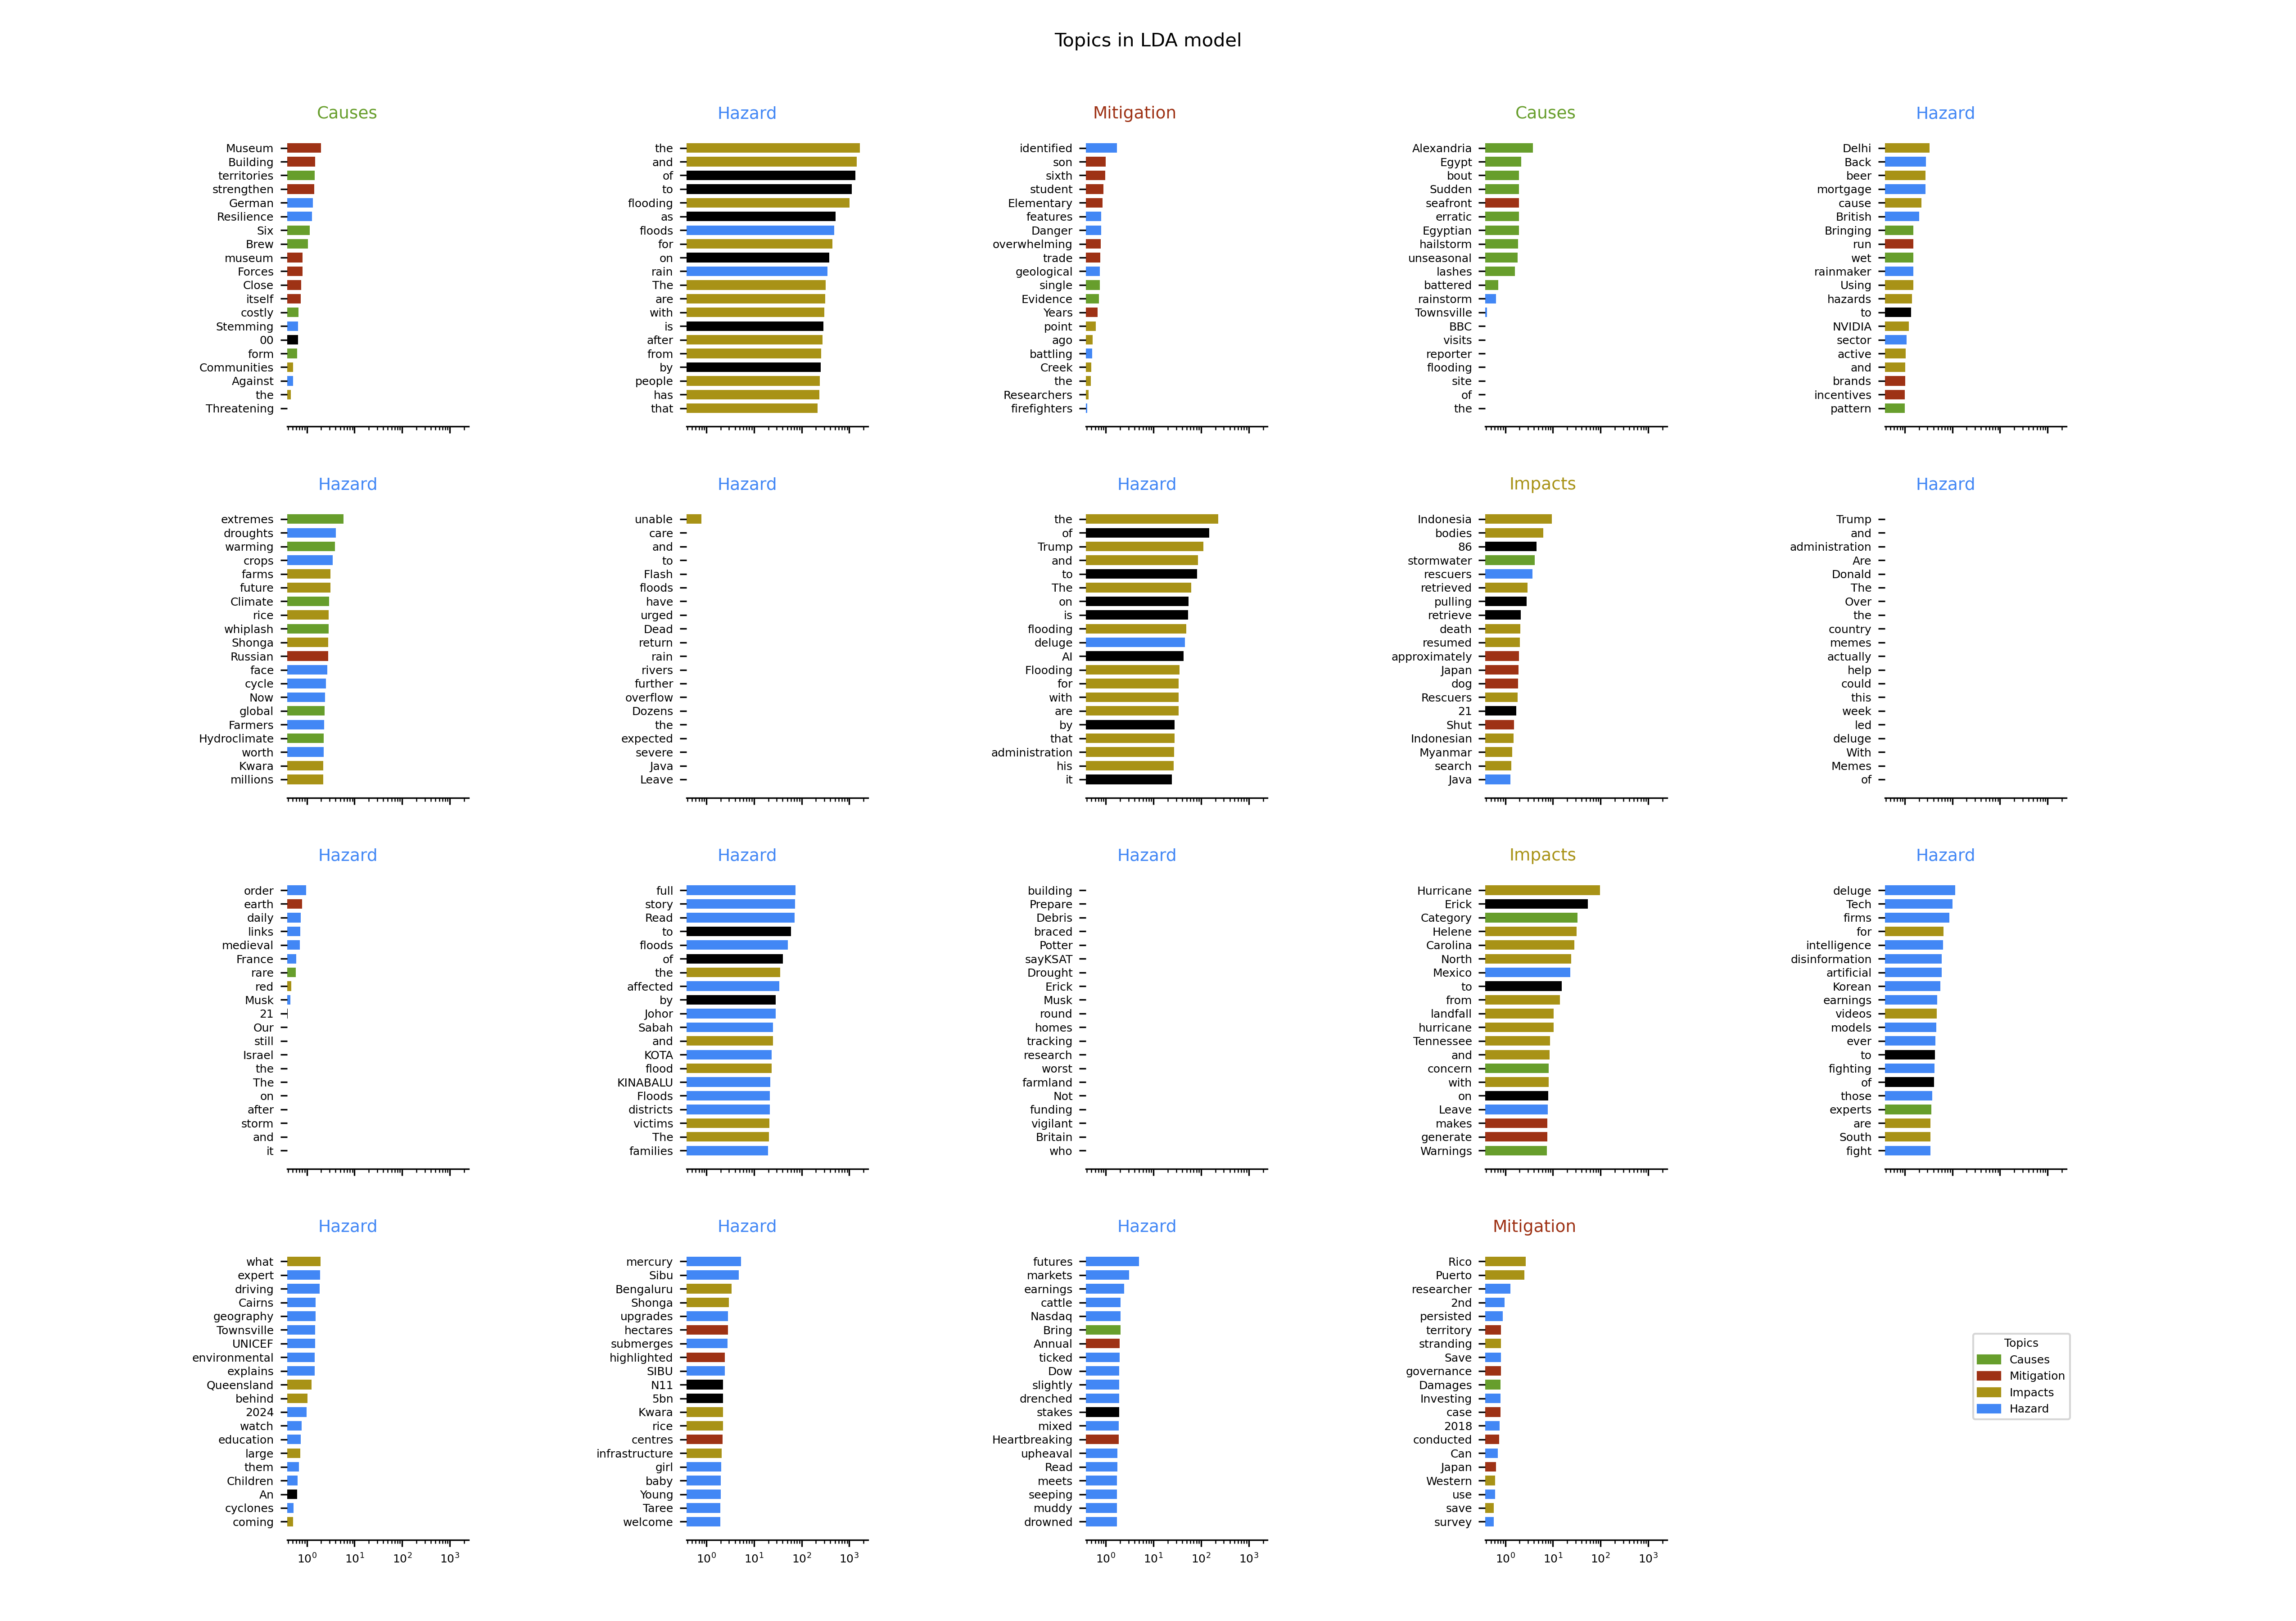 Topics in LDA model
Causes
Museum
Building
territories
strengthen
German
Resilience
Six
Brew
museum
Forces
Close
itself
costly
Stemming
00
form
Communities
Against
the
Threatening
Hazard
the
and
of
to
flooding
as
floods
for
on
rain
The
are
with
is
after
from
by
people
has
that
Mitigation
identified
son
sixth
student
Elementary
features
Danger
overwhelming
trade
geological
single
Evidence
Years
point
ago
battling
Creek
the
Researchers
firefighters
Causes
Alexandria
Egypt
bout
Sudden
seafront
erratic
Egyptian
hailstorm
unseasonal
lashes
battered
rainstorm
Townsville
BBC
visits
reporter
flooding
site
of
the
Hazard
Delhi
Back
beer
mortgage
cause
British
Bringing
run
wet
rainmaker
Using
hazards
to
NVIDIA
sector
active
and
brands
incentives
pattern
Hazard
extremes
droughts
warming
crops
farms
future
Climate
rice
whiplash
Shonga
Russian
face
cycle
Now
global
Farmers
Hydroclimate
worth
Kwara
millions
Hazard
unable
care
and
to
Flash
floods
have
urged
Dead
return
rain
rivers
further
overflow
Dozens
the
expected
severe
Java
Leave
Hazard
the
of
Trump
and
to
The
on
is
flooding
deluge
AI
Flooding
for
with
are
by
that
administration
his
it
Impacts
Indonesia
bodies
86
stormwater
rescuers
retrieved
pulling
retrieve
death
resumed
approximately
Japan
dog
Rescuers
21
Shut
Indonesian
Myanmar
search
Java
Hazard
Trump
and
administration
Are
Donald
The
Over
the
country
memes
actually
help
could
this
week
led
deluge
With
Memes
of
Hazard
order
earth
daily
links
medieval
France
rare
red
Musk
21
Our
still
Israel
the
The
on
after
storm
and
it
Hazard
full
story
Read
to
floods
of
the
affected
by
Johor
Sabah
and
KOTA
flood
KINABALU
Floods
districts
victims
The
families
Hazard
building
Prepare
Debris
braced
Potter
sayKSAT
Drought
Erick
Musk
round
homes
tracking
research
worst
farmland
Not
funding
vigilant
Britain
who
Impacts
Hurricane
Erick
Category
Helene
Carolina
North
Mexico
to
from
landfall
hurricane
Tennessee
and
concern
with
on
Leave
makes
generate
Warnings
Hazard
deluge
Tech
firms
for
intelligence
disinformation
artificial
Korean
earnings
videos
models
ever
to
fighting
of
those
experts
are
South
fight
Hazard
what
expert
driving
Cairns
geography
Townsville
UNICEF
environmental
explains
Queensland
behind
2024
watch
education
large
them
Children
An
cyclones
coming
10⁰ 10¹ 10² 10³
Hazard
mercury
Sibu
Bengaluru
Shonga
upgrades
hectares
submerges
highlighted
SIBU
N11
5bn
Kwara
rice
centres
infrastructure
girl
baby
Young
Taree
welcome
10⁰ 10¹ 10² 10³
Hazard
futures
markets
earnings
cattle
Nasdaq
Bring
Annual
ticked
Dow
slightly
drenched
stakes
mixed
Heartbreaking
upheaval
Read
meets
seeping
muddy
drowned
10⁰ 10¹ 10² 10³
Mitigation
Rico
Puerto
researcher
2nd
persisted
territory
stranding
Save
governance
Damages
Investing
case
2018
conducted
Can
Japan
Western
use
save
survey
10⁰ 10¹ 10² 10³
Topics
Causes
Mitigation
Impacts
Hazard